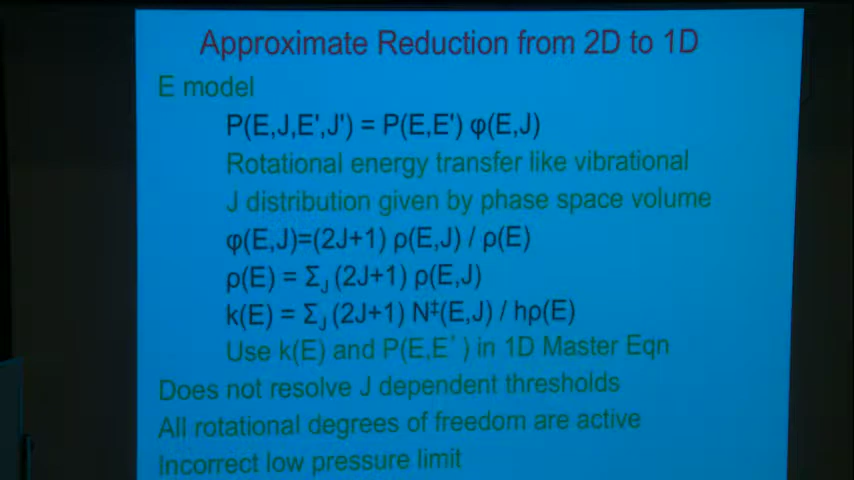 Approximate Reduction from 2D to 1D
E model
P(E,J,E',J') = P(E,E') φ(E,J)
Rotational energy transfer like vibrational
J distribution given by phase space volume
φ(E,J)=(2J+1) ρ(E,J) / ρ(E)
ρ(E) = Σ_J (2J+1) ρ(E,J)
k(E) = Σ_J (2J+1) N‡(E,J) / hρ(E)
Use k(E) and P(E,E') in 1D Master Eqn
Does not resolve J dependent thresholds
All rotational degrees of freedom are active
Incorrect low pressure limit